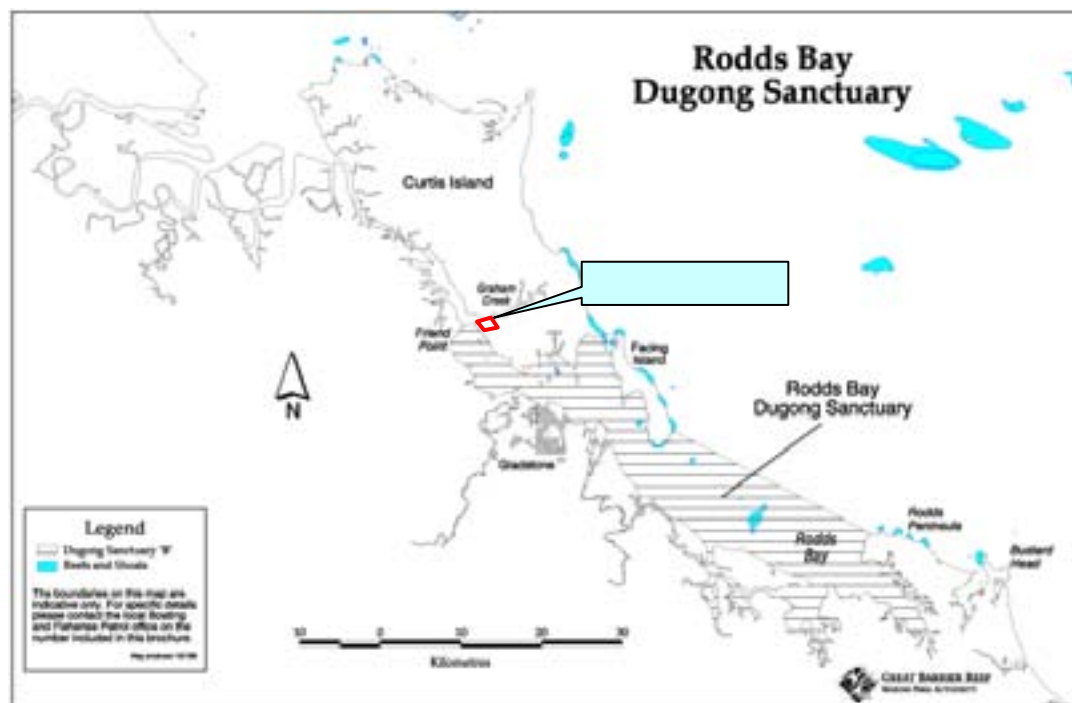 Rodds Bay
Dugong Sanctuary
Curtis Island
Graham
Creek
Friend
Point
Facing
Island
N
Rodds Bay
Dugong Sanctuary
Gladstone
Rodds
Peninsula
Rodds
Bay
Bustard
Head
Legend
Dugong Sanctuary 'B'
Reefs and Shoals
The boundaries on this map are
indicative only. For specific details
please contact the local Boating
and Fisheries Patrol office on the
number included in this brochure.
10 0 10 20 30
Kilometres
GREAT BARRIER REEF
MARINE PARK AUTHORITY